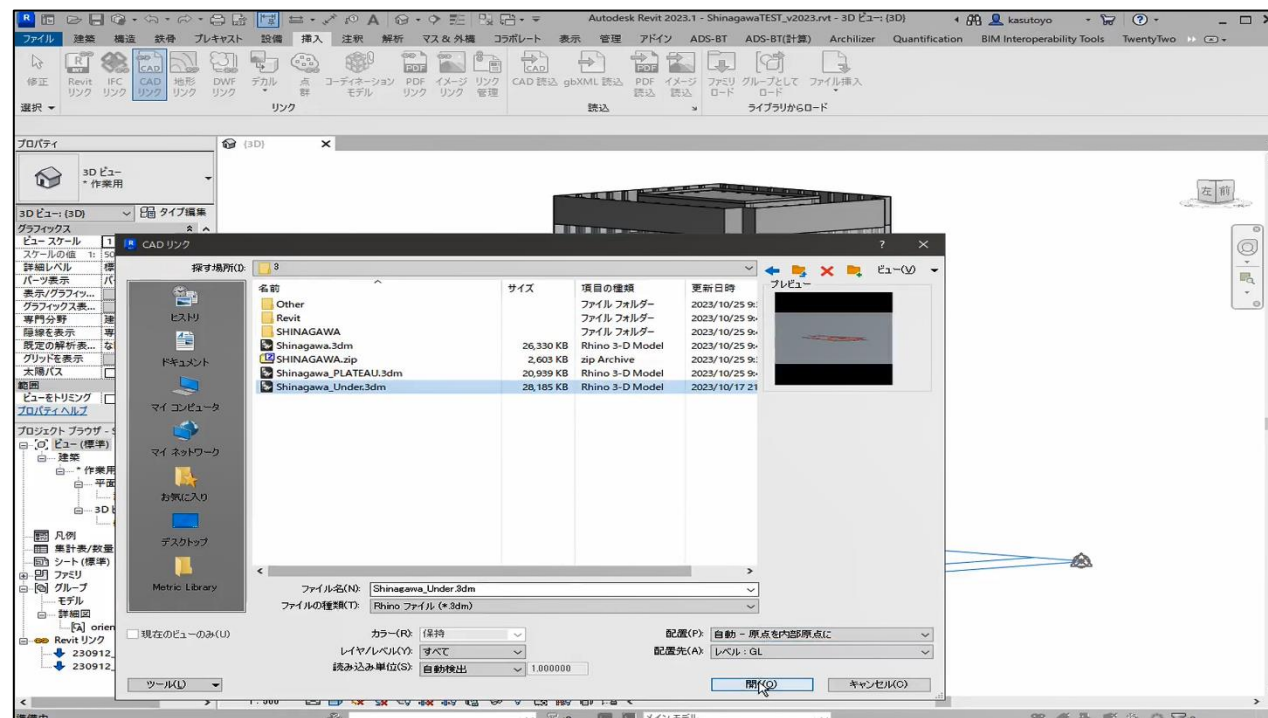 Autodesk Revit 2023.1 - ShinagawaTEST_v2023.rvt - 3D ビュー: {3D}
kasutoyo
ファイル 建築 構造 鉄骨 プレキャスト 設備 挿入 注釈 解析 マス & 外構 コラボレート 表示 管理 アドイン ADS-BT ADS-BT(計算) Archilizer Quantification BIM Interoperability Tools TwentyTwo
修正
Revit リンク
IFC リンク
CAD リンク
地形 リンク
DWF リンク
デカル
点群
コーディネーション モデル
PDF リンク
イメージ リンク
リンク 管理
CAD 読込
gbXML 読込
PDF 読込
イメージ 読込
ファミリ ロード
グループとして ロード
ファイル挿入
選択 リンク 読込 ライブラリからロード
プロパティ
{3D}
3D ビュー
* 作業用
3D ビュー: {3D} タイプ編集
グラフィックス
ビュー スケール 1
スケールの値 1: 50
詳細レベル 標
パーツ表示 パ
表示/グラフィッ...
グラフィックス表...
専門分野 建
隠線を表示 専
既定の解析表... な
グリッドを表示
太陽パス
範囲
ビューをトリミング
プロパティ ヘルプ
プロジェクト ブラウザ - S
ビュー (標準)
建築
* 作業用
平面
3D ビ
凡例
集計表/数量
シート (標準)
ファミリ
グループ
モデル
詳細図
orien
Revit リンク
230912_
230912_
左 前
CAD リンク
探す場所(I): 3
ビュー(V)
ヒストリ
ドキュメント
マイ コンピュータ
マイ ネットワーク
お気に入り
デスクトップ
Metric Library
名前 サイズ 項目の種類 更新日時
Other ファイル フォルダー 2023/10/25 9:
Revit ファイル フォルダー 2023/10/25 9:
SHINAGAWA ファイル フォルダー 2023/10/25 9:
Shinagawa.3dm 26,330 KB Rhino 3-D Model 2023/10/25 9:
SHINAGAWA.zip 2,603 KB zip Archive 2023/10/25 9:
Shinagawa_PLATEAU.3dm 20,939 KB Rhino 3-D Model 2023/10/25 9:
Shinagawa_Under.3dm 28,185 KB Rhino 3-D Model 2023/10/17 21
プレビュー
ファイル名(N): Shinagawa_Under.3dm
ファイルの種類(T): Rhino ファイル (*.3dm)
現在のビューのみ(U)
カラー(R): 保持
レイヤ/レベル(Y): すべて
読み込み単位(S): 自動検出 1.000000
配置(P): 自動 - 原点を内部原点に
配置先(A): レベル : GL
ツール(L)
開く(O)
キャンセル(C)
準備中
メインモデル